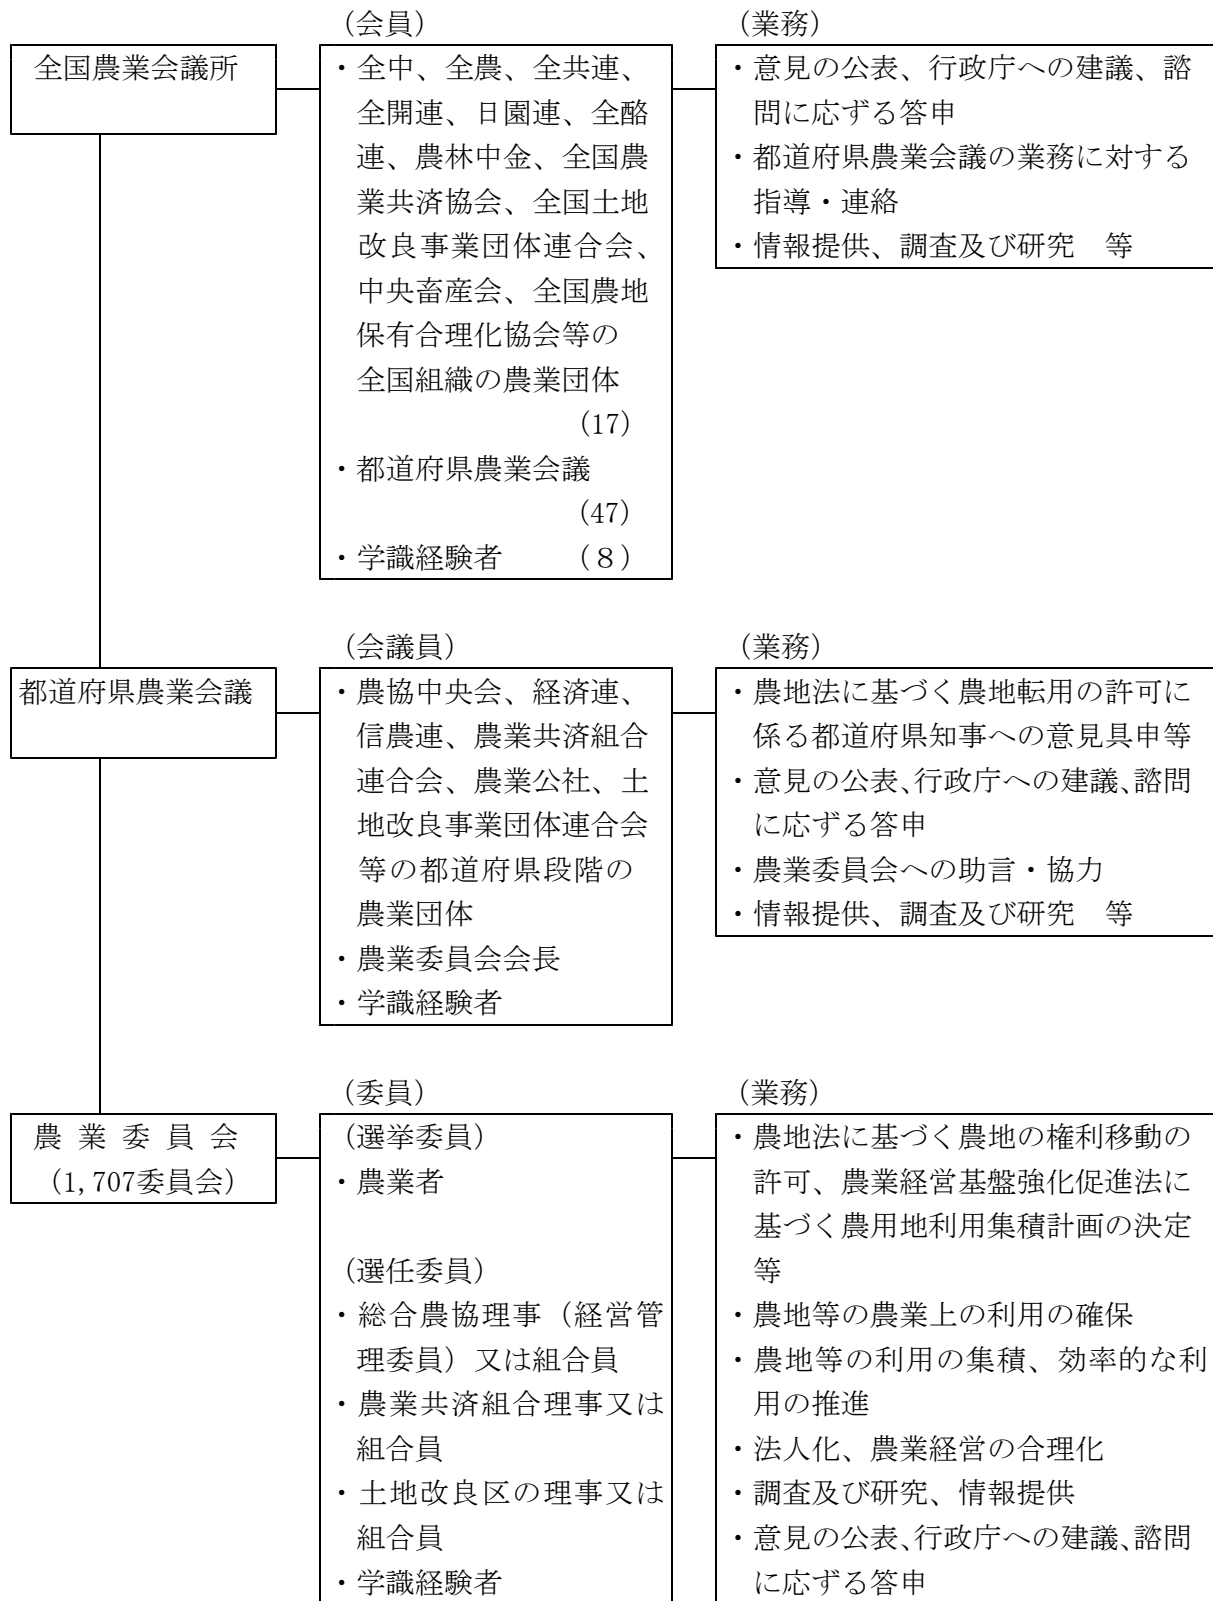 (会員)
(業務)
全国農業会議所
・全中、全農、全共連、
全開連、日園連、全酪
連、農林中金、全国農
業共済協会、全国土地
改良事業団体連合会、
中央畜産会、全国農地
保有合理化協会等の
全国組織の農業団体
(17)
・都道府県農業会議
(47)
・学識経験者 (8)
・意見の公表、行政庁への建議、諮
問に応ずる答申
・都道府県農業会議の業務に対する
指導・連絡
・情報提供、調査及び研究 等
(会議員)
(業務)
都道府県農業会議
・農協中央会、経済連、
信農連、農業共済組合
連合会、農業公社、土
地改良事業団体連合会
等の都道府県段階の
農業団体
・農業委員会会長
・学識経験者
・農地法に基づく農地転用の許可に
係る都道府県知事への意見具申等
・意見の公表、行政庁への建議、諮問
に応ずる答申
・農業委員会への助言・協力
・情報提供、調査及び研究 等
(委員)
(業務)
農業委員会
(1,707委員会)
(選挙委員)
・農業者
(選任委員)
・総合農協理事(経営管
理委員)又は組合員
・農業共済組合理事又は
組合員
・土地改良区の理事又は
組合員
・学識経験者
・農地法に基づく農地の権利移動の
許可、農業経営基盤強化促進法に
基づく農用地利用集積計画の決定
等
・農地等の農業上の利用の確保
・農地等の利用の集積、効率的な利
用の推進
・法人化、農業経営の合理化
・調査及び研究、情報提供
・意見の公表、行政庁への建議、諮問
に応ずる答申